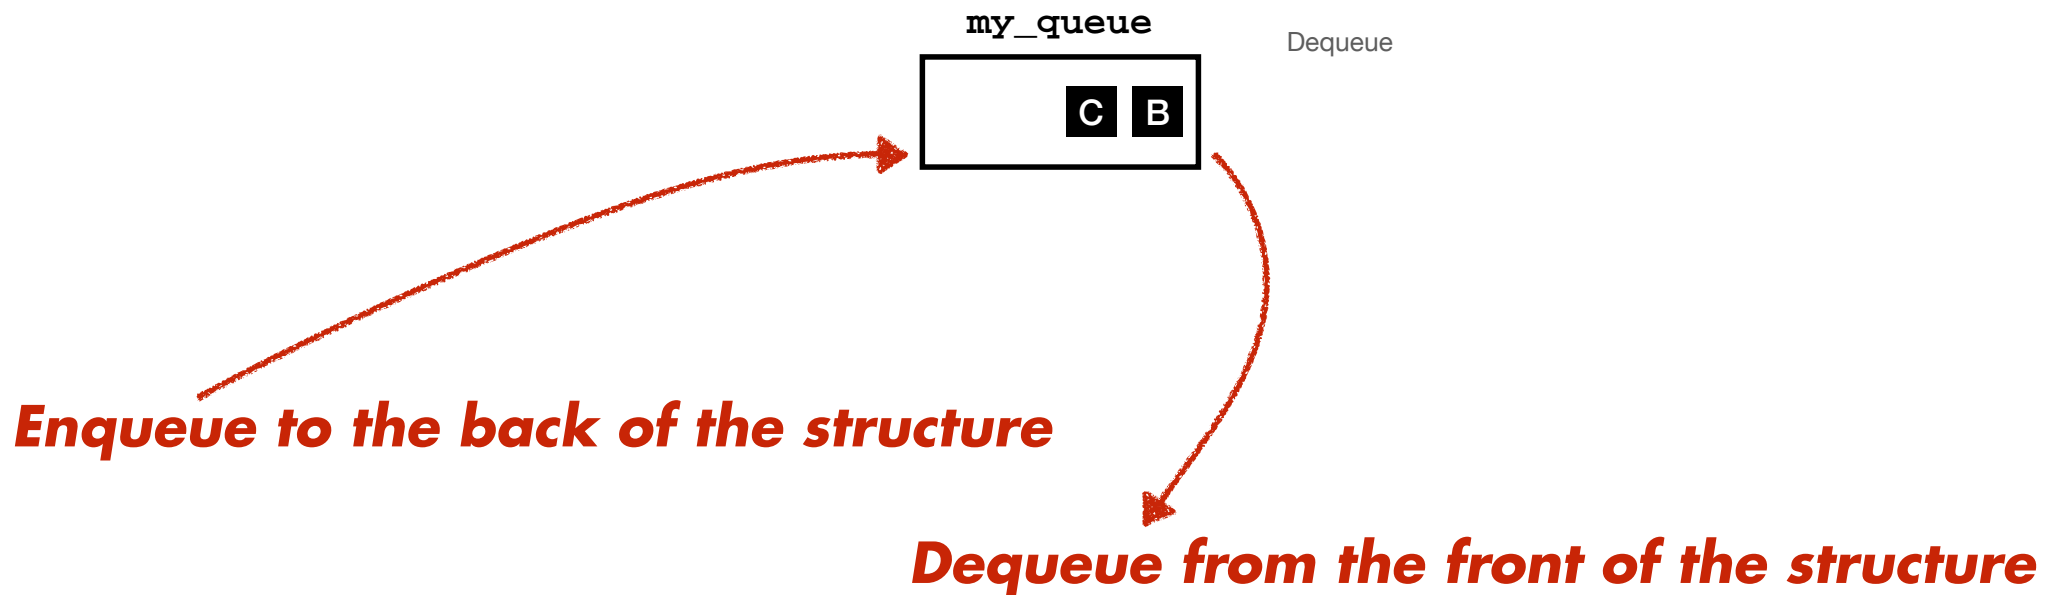 my_queue
Dequeue
C B
Enqueue to the back of the structure
Dequeue from the front of the structure